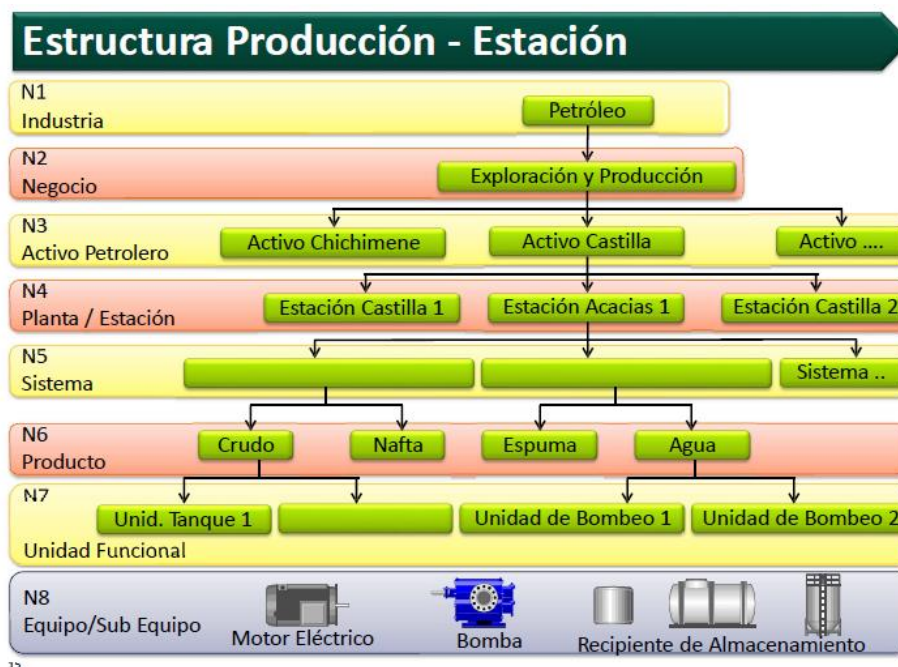 Estructura Producción - Estación
N1
Industria
Petróleo
N2
Negocio
Exploración y Producción
N3
Activo Petrolero
Activo Chichimene
Activo Castilla
Activo ....
N4
Planta / Estación
Estación Castilla 1
Estación Acacias 1
Estación Castilla 2
N5
Sistema
Sistema ..
N6
Producto
Crudo
Nafta
Espuma
Agua
N7
Unidad Funcional
Unid. Tanque 1
Unidad de Bombeo 1
Unidad de Bombeo 2
N8
Equipo/Sub Equipo
Motor Eléctrico
Bomba
Recipiente de Almacenamiento